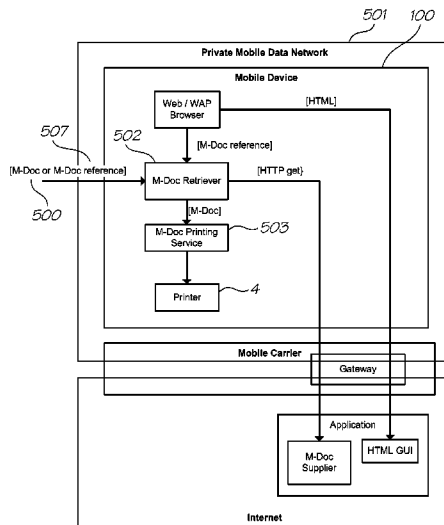 501
100
Private Mobile Data Network
Mobile Device
Web / WAP
Browser
[HTML]
507
502
[M-Doc reference]
[M-Doc or M-Doc reference]
M-Doc Retriever
[HTTP get}
500
[M-Doc]
503
M-Doc Printing
Service
4
Printer
Mobile Carrier
Gateway
Application
M-Doc
Supplier
HTML GUI
Internet